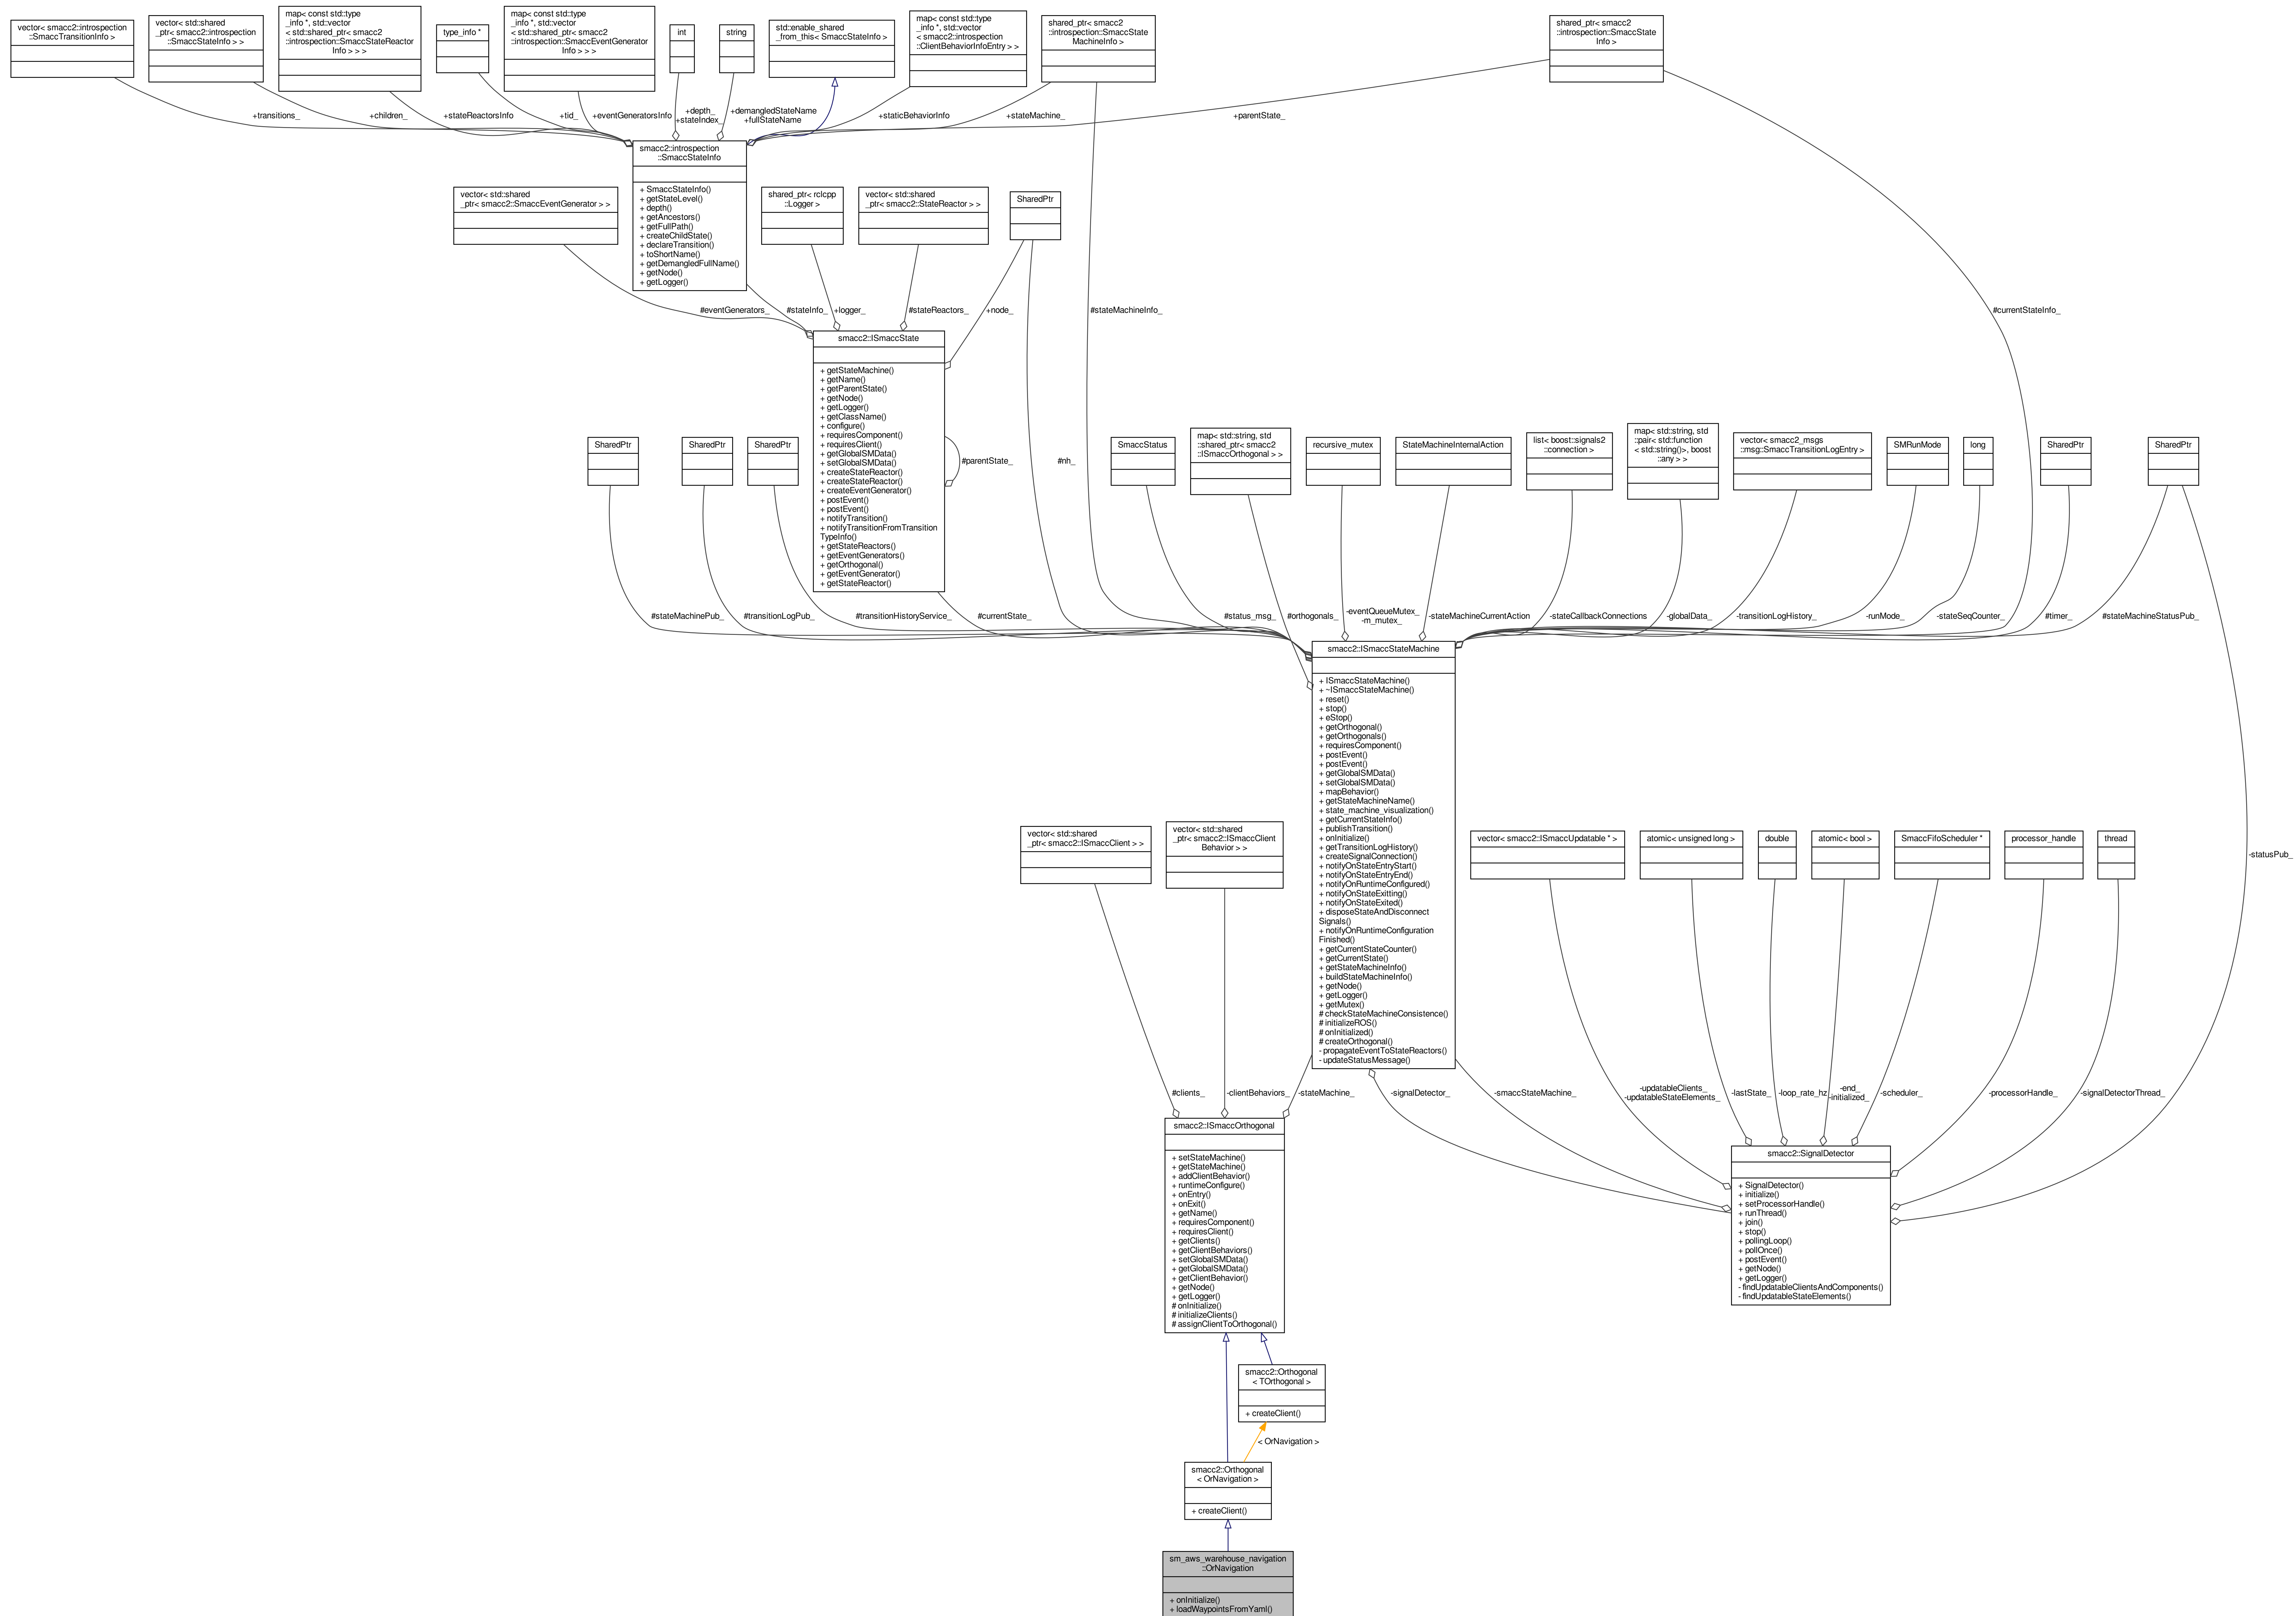 vector< smacc2::introspection
::SmaccTransitionInfo >
vector< std::shared
_ptr< smacc2::introspection
::SmaccStateInfo > >
map< const std::type
_info *, std::vector
< std::shared_ptr< smacc2
::introspection::SmaccStateReactor
Info > > >
type_info *
map< const std::type
_info *, std::vector
< std::shared_ptr< smacc2
::introspection::SmaccEventGenerator
Info > > >
int
string
std::enable_shared
_from_this< SmaccStateInfo >
map< const std::type
_info *, std::vector
< smacc2::introspection
::ClientBehaviorInfoEntry > >
shared_ptr< smacc2
::introspection::SmaccState
MachineInfo >
shared_ptr< smacc2
::introspection::SmaccState
Info >
+transitions_
+children_
+stateReactorsInfo
+tid_
+eventGeneratorsInfo
+depth_
+stateIndex_
+demangledStateName
+fullStateName
+staticBehaviorInfo
+stateMachine_
+parentState_
smacc2::introspection
::SmaccStateInfo
+ SmaccStateInfo()
+ getStateLevel()
+ depth()
+ getAncestors()
+ getFullPath()
+ createChildState()
+ declareTransition()
+ toShortName()
+ getDemangledFullName()
+ getNode()
+ getLogger()
vector< std::shared
_ptr< smacc2::SmaccEventGenerator > >
shared_ptr< rclcpp
::Logger >
vector< std::shared
_ptr< smacc2::StateReactor > >
SharedPtr
#eventGenerators_
#stateInfo_
+logger_
#stateReactors_
+node_
#stateMachineInfo_
#currentStateInfo_
smacc2::ISmaccState
+ getStateMachine()
+ getName()
+ getParentState()
+ getNode()
+ getLogger()
+ getClassName()
+ configure()
+ requiresComponent()
+ requiresClient()
+ getGlobalSMData()
+ setGlobalSMData()
+ createStateReactor()
+ createStateReactor()
+ createEventGenerator()
+ postEvent()
+ postEvent()
+ notifyTransition()
+ notifyTransitionFromTransition
TypeInfo()
+ getStateReactors()
+ getEventGenerators()
+ getOrthogonal()
+ getEventGenerator()
+ getStateReactor()
#parentState_
#nh_
SharedPtr
SharedPtr
SharedPtr
SmaccStatus
map< std::string, std
::shared_ptr< smacc2
::ISmaccOrthogonal > >
recursive_mutex
StateMachineInternalAction
list< boost::signals2
::connection >
map< std::string, std
::pair< std::function
< std::string()>, boost
::any > >
vector< smacc2_msgs
::msg::SmaccTransitionLogEntry >
SMRunMode
long
SharedPtr
SharedPtr
#stateMachinePub_
#transitionLogPub_
#transitionHistoryService_
#currentState_
#status_msg_
#orthogonals_
-eventQueueMutex_
-m_mutex_
-stateMachineCurrentAction
-stateCallbackConnections
-globalData_
-transitionLogHistory_
-runMode_
-stateSeqCounter_
#timer_
#stateMachineStatusPub_
smacc2::ISmaccStateMachine
+ ISmaccStateMachine()
+ ~ISmaccStateMachine()
+ reset()
+ stop()
+ eStop()
+ getOrthogonal()
+ getOrthogonals()
+ requiresComponent()
+ postEvent()
+ postEvent()
+ getGlobalSMData()
+ setGlobalSMData()
+ mapBehavior()
+ getStateMachineName()
+ state_machine_visualization()
+ getCurrentStateInfo()
+ publishTransition()
+ onInitialize()
+ getTransitionLogHistory()
+ createSignalConnection()
+ notifyOnStateEntryStart()
+ notifyOnStateEntryEnd()
+ notifyOnRuntimeConfigured()
+ notifyOnStateExitting()
+ notifyOnStateExited()
+ disposeStateAndDisconnect
Signals()
+ notifyOnRuntimeConfiguration
Finished()
+ getCurrentStateCounter()
+ getCurrentState()
+ getStateMachineInfo()
+ buildStateMachineInfo()
+ getNode()
+ getLogger()
+ getMutex()
# checkStateMachineConsistence()
# initializeROS()
# onInitialized()
# createOrthogonal()
- propagateEventToStateReactors()
- updateStatusMessage()
vector< std::shared
_ptr< smacc2::ISmaccClient > >
vector< std::shared
_ptr< smacc2::ISmaccClient
Behavior > >
vector< smacc2::ISmaccUpdatable * >
atomic< unsigned long >
double
atomic< bool >
SmaccFifoScheduler *
processor_handle
thread
-statusPub_
#clients_
-clientBehaviors_
-stateMachine_
-signalDetector_
-smaccStateMachine_
-updatableClients_
-updatableStateElements_
-lastState_
-loop_rate_hz
-end_
-initialized_
-scheduler_
-processorHandle_
-signalDetectorThread_
smacc2::ISmaccOrthogonal
+ setStateMachine()
+ getStateMachine()
+ addClientBehavior()
+ runtimeConfigure()
+ onEntry()
+ onExit()
+ getName()
+ requiresComponent()
+ requiresClient()
+ getClients()
+ getClientBehaviors()
+ setGlobalSMData()
+ getGlobalSMData()
+ getClientBehavior()
+ getNode()
+ getLogger()
# onInitialize()
# initializeClients()
# assignClientToOrthogonal()
smacc2::SignalDetector
+ SignalDetector()
+ initialize()
+ setProcessorHandle()
+ runThread()
+ join()
+ stop()
+ pollingLoop()
+ pollOnce()
+ postEvent()
+ getNode()
+ getLogger()
- findUpdatableClientsAndComponents()
- findUpdatableStateElements()
smacc2::Orthogonal
< TOrthogonal >
+ createClient()
< OrNavigation >
smacc2::Orthogonal
< OrNavigation >
+ createClient()
sm_aws_warehouse_navigation
::OrNavigation
+ onInitialize()
+ loadWaypointsFromYaml()